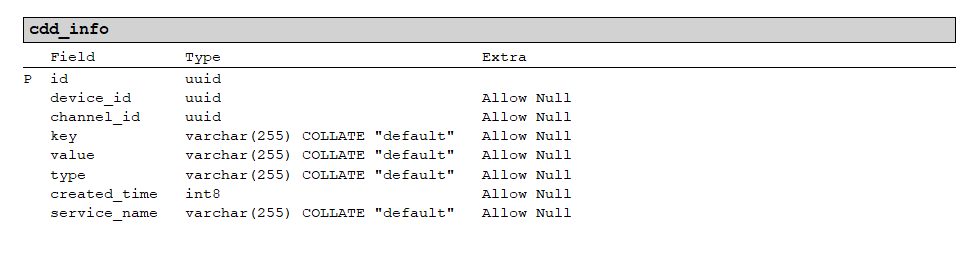 cdd_info
Field Type Extra
P id uuid
device_id uuid Allow Null
channel_id uuid Allow Null
key varchar(255) COLLATE "default" Allow Null
value varchar(255) COLLATE "default" Allow Null
type varchar(255) COLLATE "default" Allow Null
created_time int8 Allow Null
service_name varchar(255) COLLATE "default" Allow Null